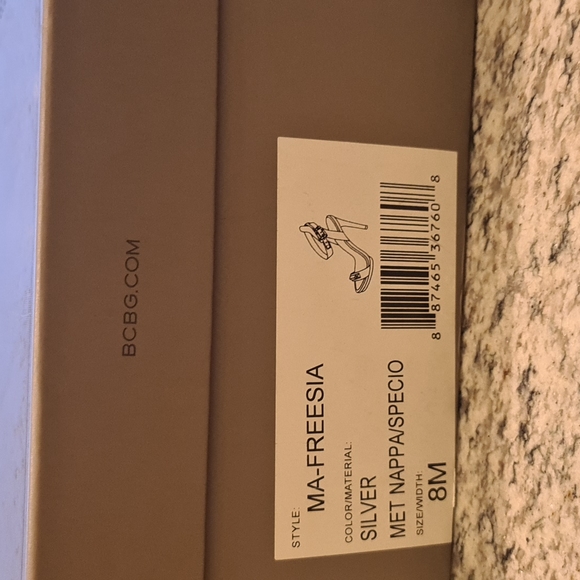 BCBG.COM
STYLE:
MA-FREESIA
COLOR/MATERIAL:
SILVER
MET NAPPA/SPECIO
SIZE/WIDTH:
8M
8 87465 36760 8